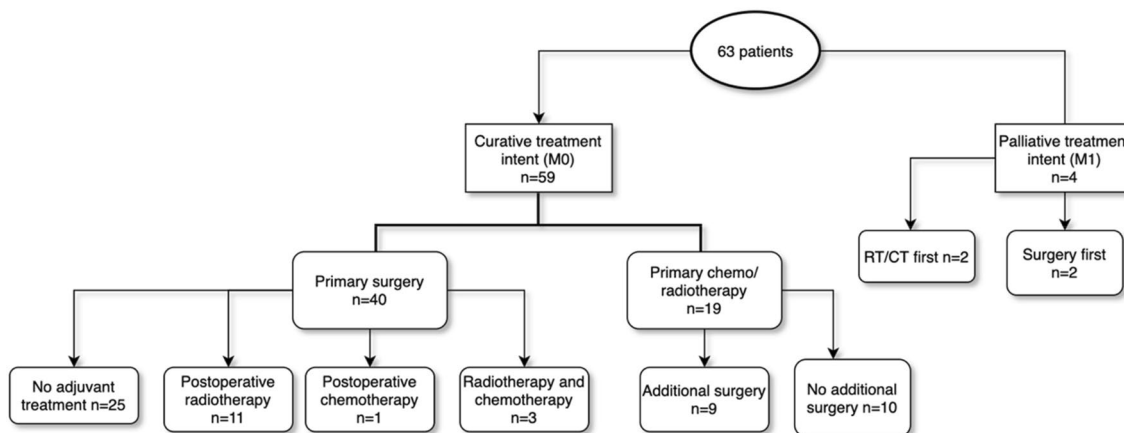 63 patients
Curative treatment
intent (M0)
n=59
Palliative treatment
intent (M1)
n=4
RT/CT first n=2
Surgery first
n=2
Primary surgery
n=40
Primary chemo/
radiotherapy
n=19
No adjuvant
treatment n=25
Postoperative
radiotherapy
n=11
Postoperative
chemotherapy
n=1
Radiotherapy and
chemotherapy
n=3
Additional surgery
n=9
No additional
surgery n=10